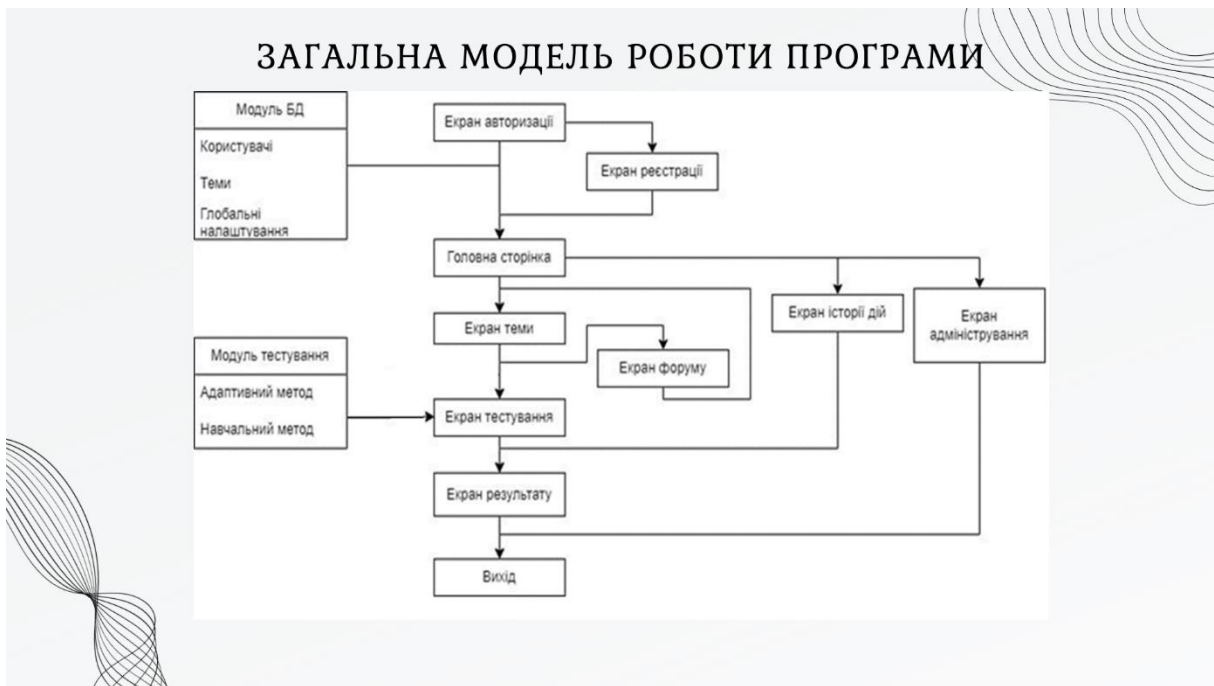 ЗАГАЛЬНА МОДЕЛЬ РОБОТИ ПРОГРАМИ
Модуль БД
Користувачі
Теми
Глобальні
налаштування
Екран авторизації
Екран реєстрації
Головна сторінка
Екран теми
Екран форуму
Екран історії дій
Екран
адміністрування
Модуль тестування
Адаптивний метод
Навчальний метод
Екран тестування
Екран результату
Вихід